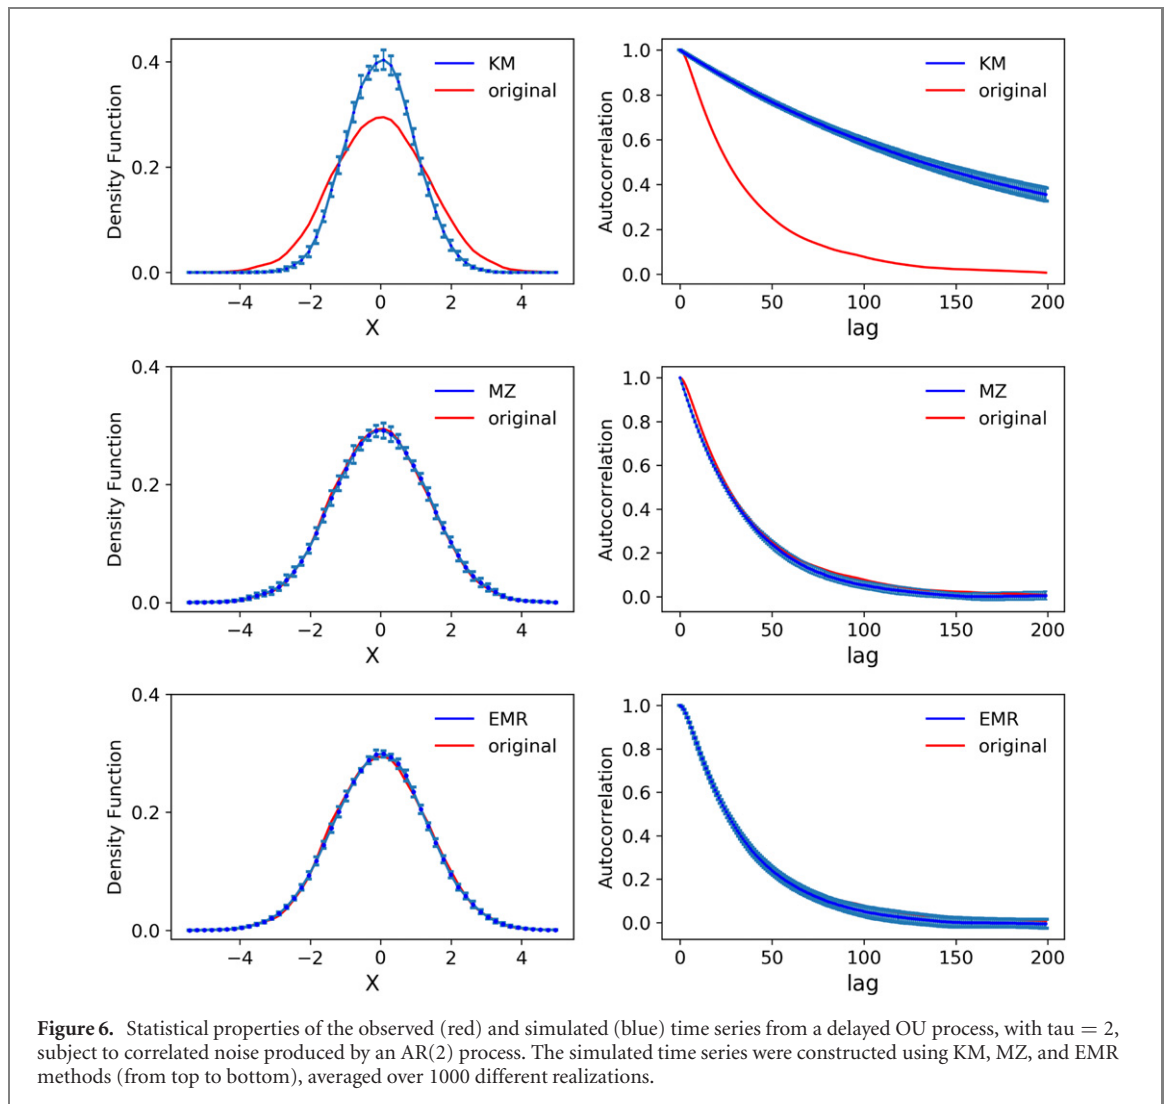 0.4
0.2
0.0
Density Function
KM
original
−4
−2
0
2
4
X
1.0
0.8
0.6
0.4
0.2
0.0
Autocorrelation
KM
original
0
50
100
150
200
lag
0.4
0.2
0.0
Density Function
MZ
original
−4
−2
0
2
4
X
1.0
0.8
0.6
0.4
0.2
0.0
Autocorrelation
MZ
original
0
50
100
150
200
lag
0.4
0.2
0.0
Density Function
EMR
original
−4
−2
0
2
4
X
1.0
0.8
0.6
0.4
0.2
0.0
Autocorrelation
EMR
original
0
50
100
150
200
lag
Figure 6. Statistical properties of the observed (red) and simulated (blue) time series from a delayed OU process, with tau = 2,
subject to correlated noise produced by an AR(2) process. The simulated time series were constructed using KM, MZ, and EMR
methods (from top to bottom), averaged over 1000 different realizations.